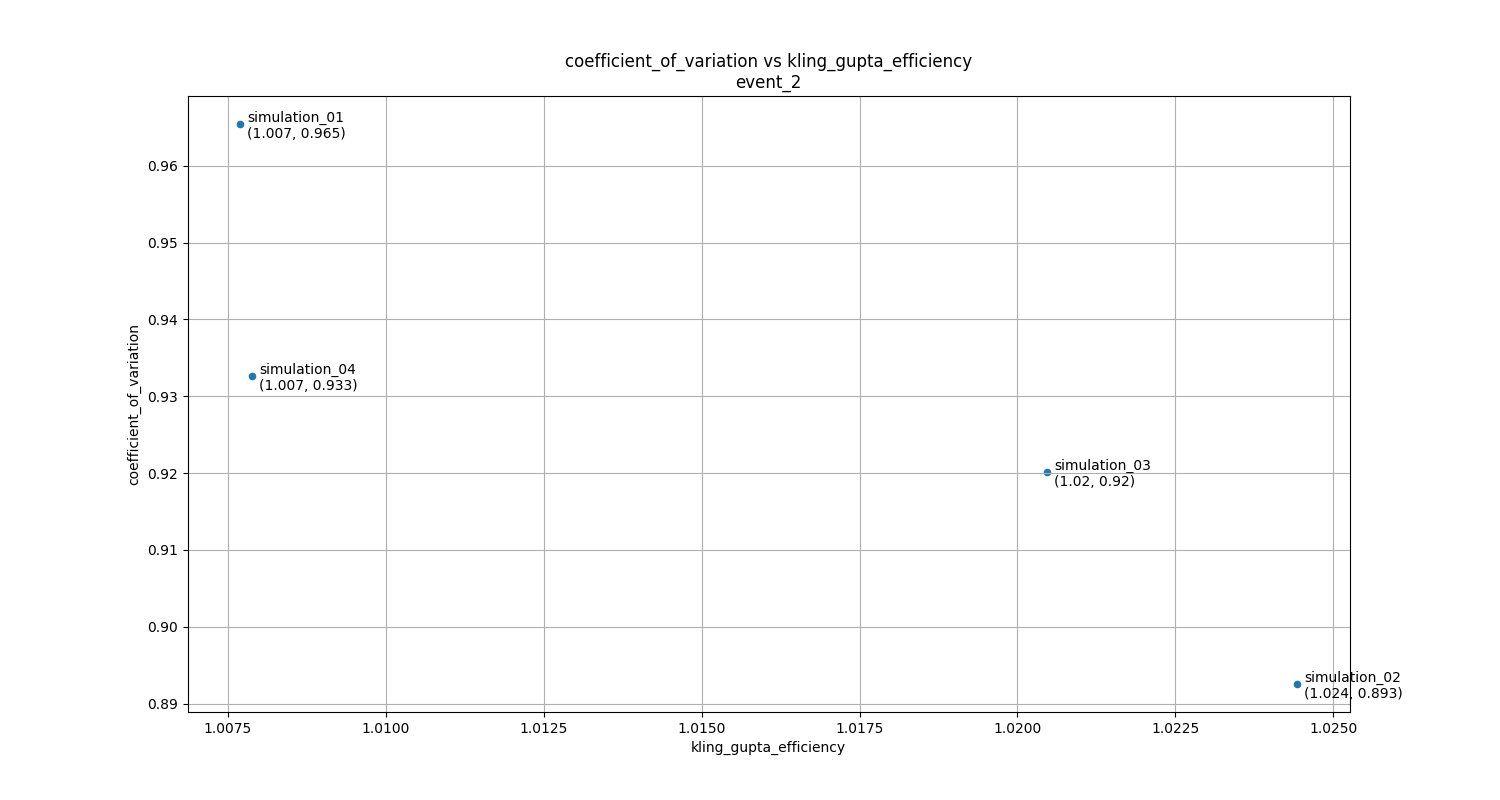 coefficient_of_variation vs kling_gupta_efficiency
event_2
simulation_01
(1.007, 0.965)
0.96
0.95
0.94
simulation_04
(1.007, 0.933)
0.93
simulation_03
(1.02, 0.92)
0.92
0.91
0.90
simulation_02
(1.024, 0.893)
0.89
coefficient_of_variation
1.0075 1.0100 1.0125 1.0150 1.0175 1.0200 1.0225 1.0250
kling_gupta_efficiency